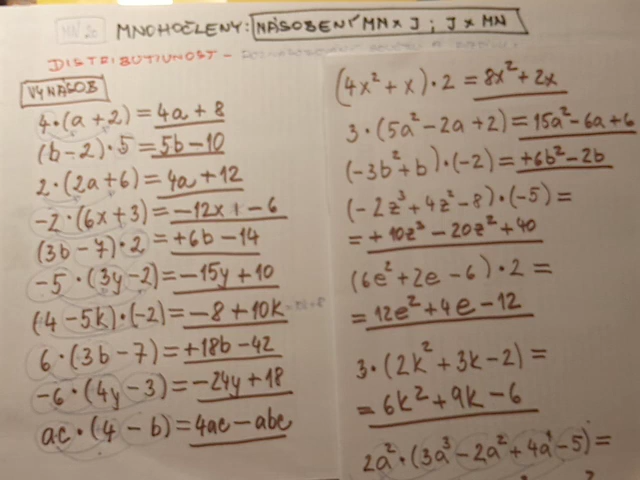 MN 2c MNOHOČLENY: NÁSOBENÍ MN x J ; J x MN
DISTRIBUTIVNOST –
VYNÁSOB
4·(a+2)=4a+8
(b-2)·5=5b-10
2·(2a+6)=4a+12
-2·(6x+3)=-12x-6
(3b-7)·2=+6b-14
-5·(3y-2)=-15y+10
(4-5k)·(-2)=-8+10k
6·(3b-7)=+18b-42
-6·(4y-3)=-24y+18
ac·(4-b)=4ac-abc
(4x²+x)·2=8x²+2x
3·(5a²-2a+2)=15a²-6a+6
(-3b²+b)·(-2)=+6b²-2b
(-2z³+4z²-8)·(-5)=
=+10z³-20z²+40
(6e²+2e-6)·2=
=12e²+4e-12
3·(2k²+3k-2)=
=6k²+9k-6
2a²·(3a³-2a²+4a¹-5)=